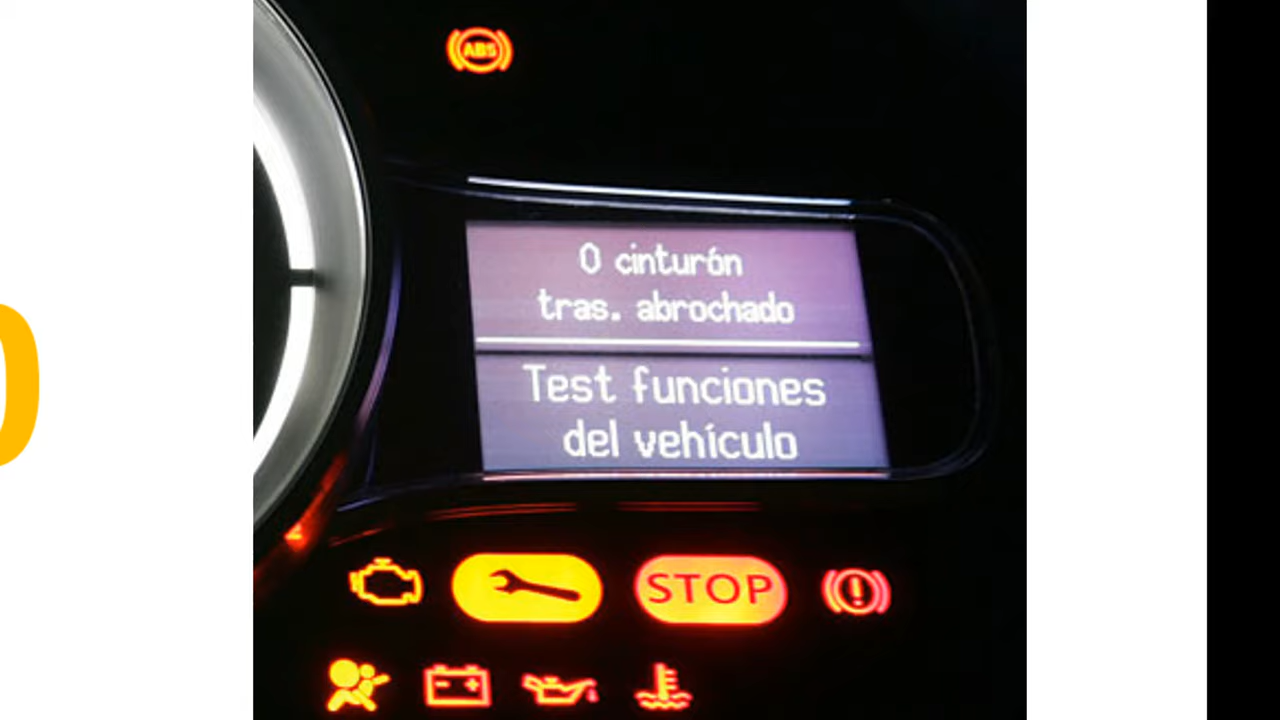 ABS
0 cinturón
tras. abrochado
Test funciones
del vehículo
STOP